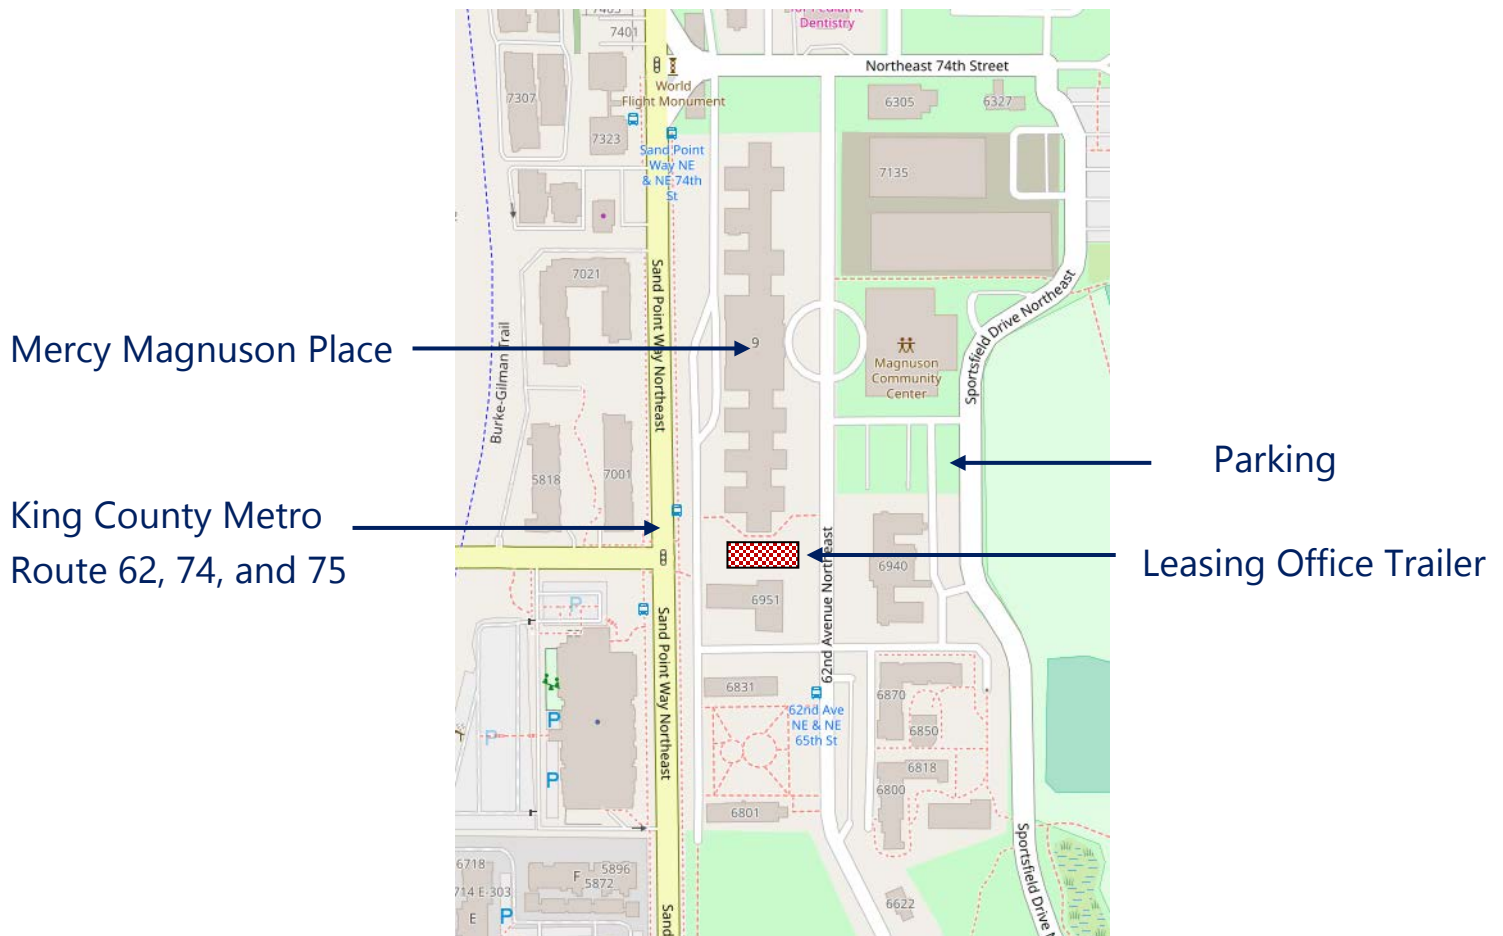 for Pediatric
Dentistry
7405
7401
Northeast 74th Street
World
Flight Monument
7307
6305
6327
7323
Sand Point
Way NE
& NE 74th
St
7135
7021
Sand Point Way Northeast
Sportsfield Drive Northeast
Burke-Gilman Trail
Mercy Magnuson Place
9
Magnuson
Community
Center
5818
7001
Parking
King County Metro
Route 62, 74, and 75
62nd Avenue Northeast
Leasing Office Trailer
6940
6951
P
Sand Point Way Northeast
6831
6870
62nd Ave
NE & NE
65th St
P
P
6850
6818
P
6800
6801
Sportsfield Drive N
6718
714 E-303
F
5896
5872
E
P
6622
Sand